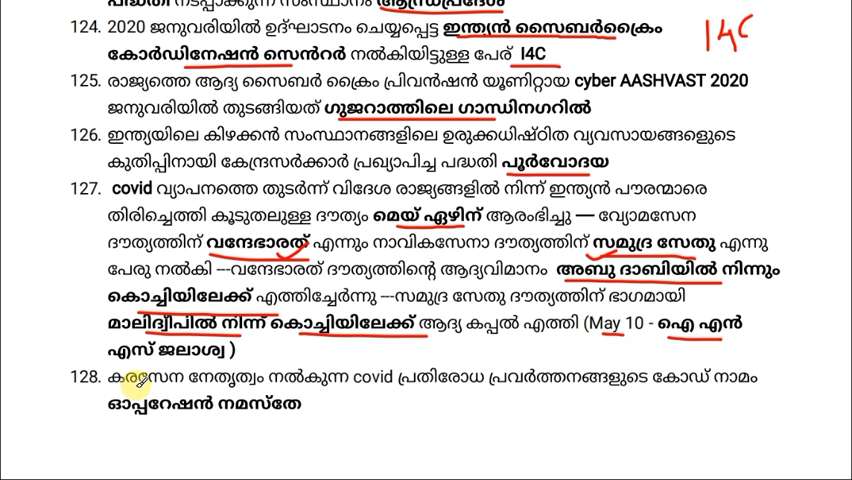 പദ്ധതി നടപ്പാക്കുന്ന സംസ്ഥാനം ആന്ധ്രപ്രദേശ്
124. 2020 ജനുവരിയിൽ ഉദ്ഘാടനം ചെയ്യപ്പെട്ട ഇന്ത്യൻ സൈബർക്രൈം
കോർഡിനേഷൻ സെൻറർ നൽകിയിട്ടുള്ള പേര് I4C
I4C
125. രാജ്യത്തെ ആദ്യ സൈബർ ക്രൈം പ്രിവൻഷൻ യൂണിറ്റായ cyber AASHVAST 2020
ജനുവരിയിൽ തുടങ്ങിയത് ഗുജറാത്തിലെ ഗാന്ധിനഗറിൽ
126. ഇന്ത്യയിലെ കിഴക്കൻ സംസ്ഥാനങ്ങളിലെ ഉരുക്കധിഷ്ഠിത വ്യവസായങ്ങളുടെ
കുതിപ്പിനായി കേന്ദ്രസർക്കാർ പ്രഖ്യാപിച്ച പദ്ധതി പൂർവോദയ
127. covid വ്യാപനത്തെ തുടർന്ന് വിദേശ രാജ്യങ്ങളിൽ നിന്ന് ഇന്ത്യൻ പൗരന്മാരെ
തിരിച്ചെത്തി കൂടുതലുള്ള ദൗത്യം മെയ് ഏഴിന് ആരംഭിച്ചു — വ്യോമസേന
ദൗത്യത്തിന് വന്ദേഭാരത് എന്നും നാവികസേനാ ദൗത്യത്തിന് സമുദ്ര സേതു എന്നു
പേരു നൽകി ---വന്ദേഭാരത് ദൗത്യത്തിന്റെ ആദ്യവിമാനം അബു ദാബിയിൽ നിന്നും
കൊച്ചിയിലേക്ക് എത്തിച്ചേർന്നു ---സമുദ്ര സേതു ദൗത്യത്തിന് ഭാഗമായി
മാലിദ്വീപിൽ നിന്ന് കൊച്ചിയിലേക്ക് ആദ്യ കപ്പൽ എത്തി (May 10 - ഐ എൻ
എസ് ജലാശ്വ )
128. കരസേന നേതൃത്വം നൽകുന്ന covid പ്രതിരോധ പ്രവർത്തനങ്ങളുടെ കോഡ് നാമം
ഓപ്പറേഷൻ നമസ്തേ